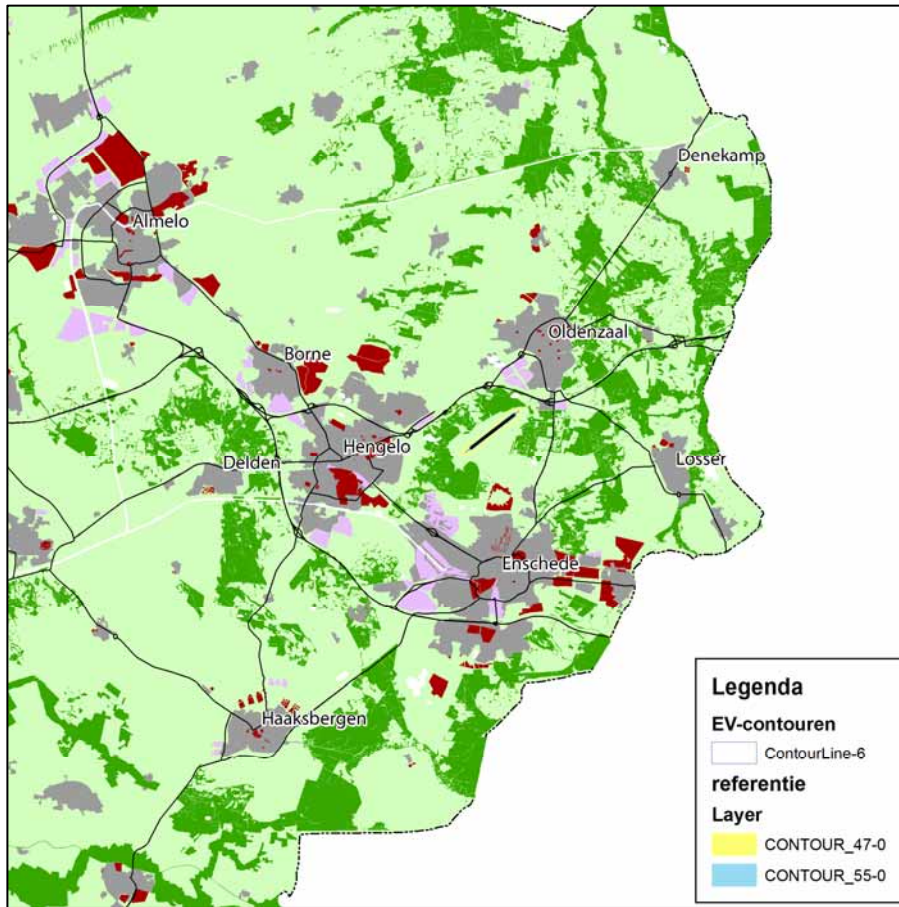 Denekamp
Almelo
Oldenzaal
Borne
Hengelo
Delden
Losser
Enschede
Haaksbergen
Legenda
EV-contouren
ContourLine-6
referentie
Layer
CONTOUR_47-0
CONTOUR_55-0